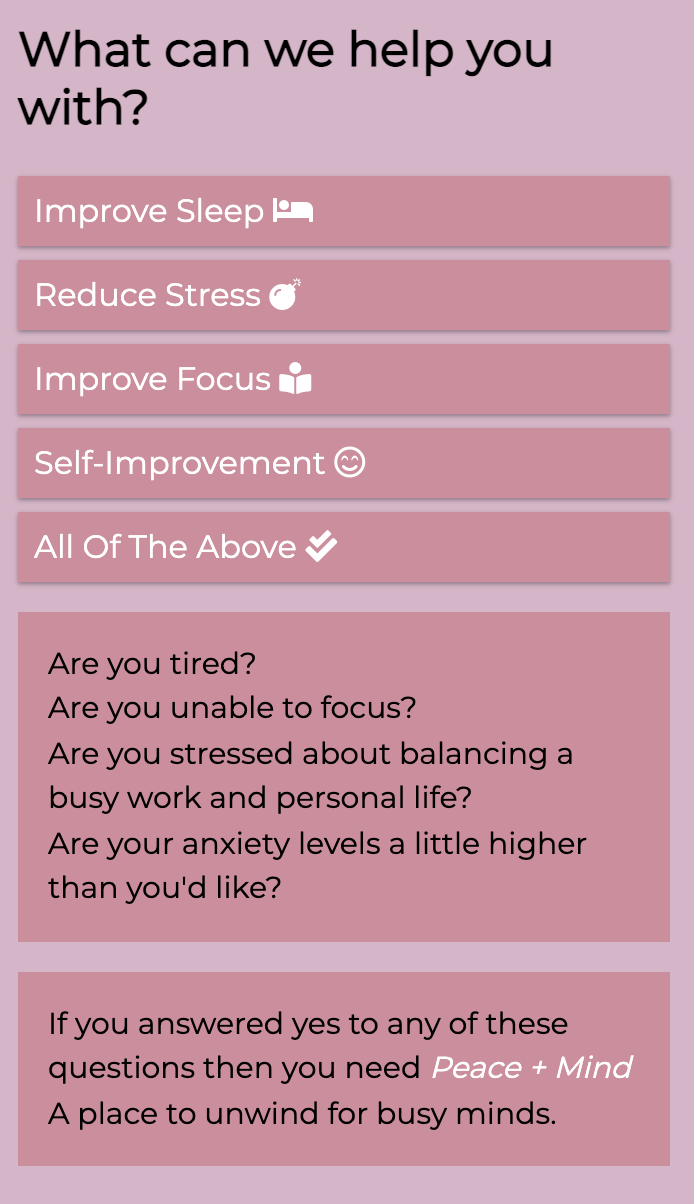 What can we help you
with?
Improve Sleep
Reduce Stress
Improve Focus
Self-Improvement
All Of The Above
Are you tired?
Are you unable to focus?
Are you stressed about balancing a
busy work and personal life?
Are your anxiety levels a little higher
than you'd like?
If you answered yes to any of these
questions then you need Peace + Mind
A place to unwind for busy minds.